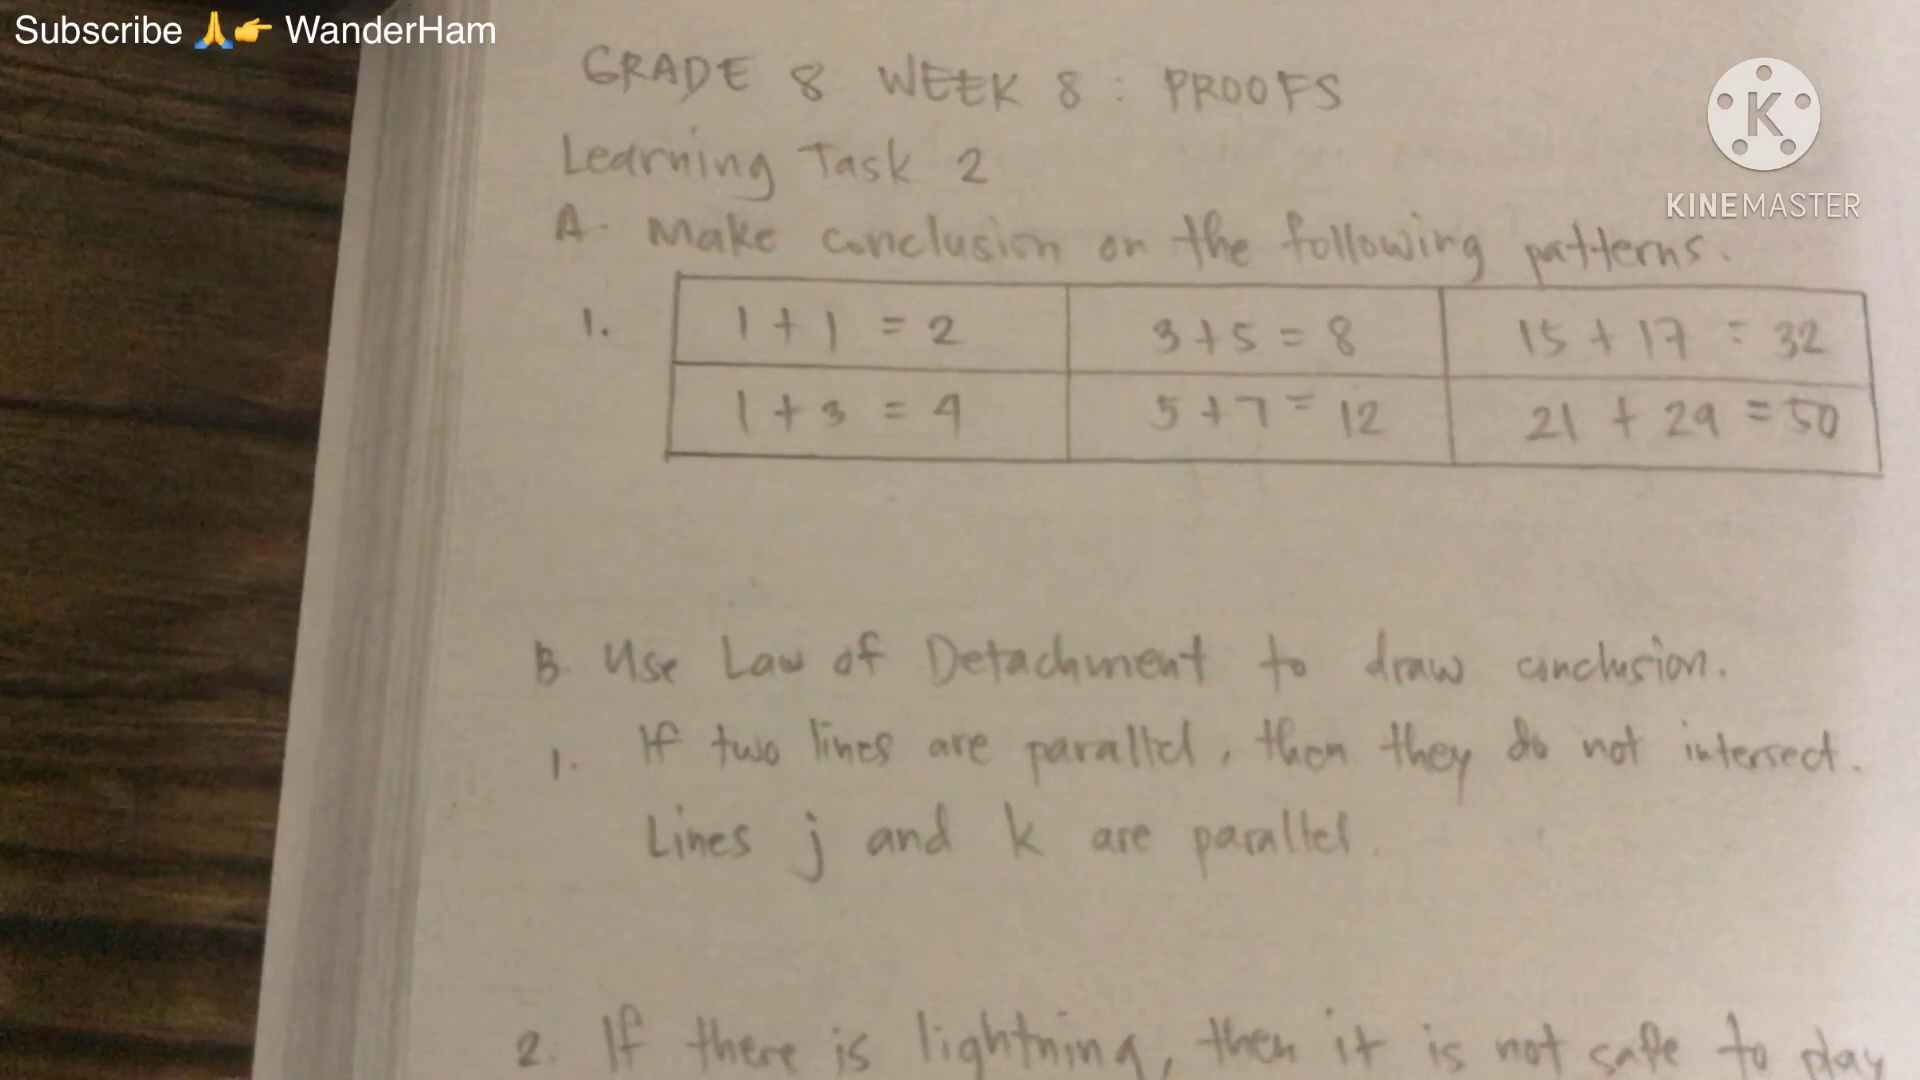 Subscribe 🙏👉 WanderHam
GRADE 8 WEEK 8 : PROOFS
KINEMASTER
Learning Task 2
A. Make conclusion on the following patterns.
1. 1 + 1 = 2 3 + 5 = 8 15 + 17 = 32
1 + 3 = 4 5 + 7 = 12 21 + 29 = 50
B. Use Law of Detachment to draw conclusion.
1. If two lines are parallel, then they do not intersect.
Lines j and k are parallel.
2. If there is lightning, then it is not safe to play